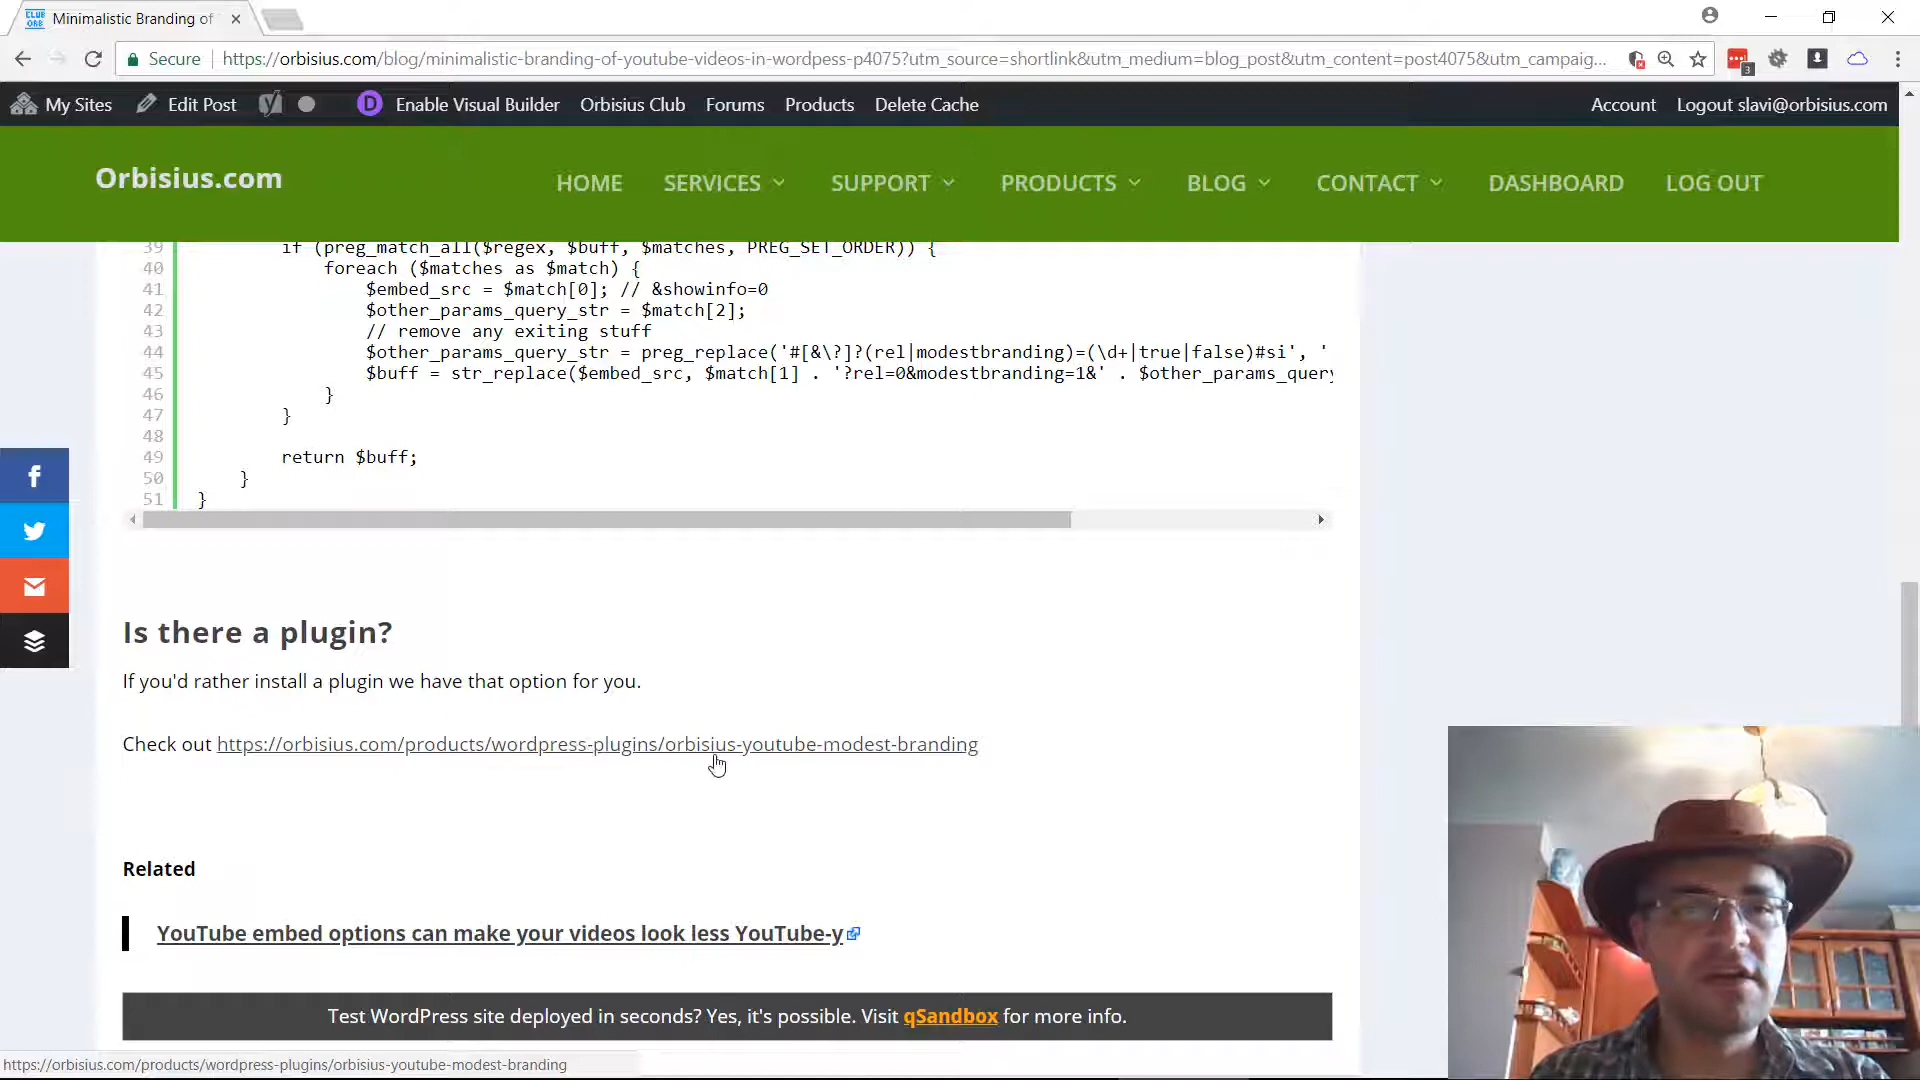 Minimalistic Branding of
Secure
https://orbisius.com/blog/minimalistic-branding-of-youtube-videos-in-wordpess-p4075?utm_source=shortlink&utm_medium=blog_post&utm_content=post4075&utm_campaig...
3
My Sites
Edit Post
D
Enable Visual Builder
Orbisius Club
Forums
Products
Delete Cache
Account
Logout slavi@orbisius.com
Orbisius.com
HOME
SERVICES
SUPPORT
PRODUCTS
BLOG
CONTACT
DASHBOARD
LOG OUT
39 if (preg_match_all($regex, $buff, $matches, PREG_SET_ORDER)) {
40 foreach ($matches as $match) {
41 $embed_src = $match[0]; // &showinfo=0
42 $other_params_query_str = $match[2];
43 // remove any exiting stuff
44 $other_params_query_str = preg_replace('#[&\?]?(rel|modestbranding)=(\d+|true|false)#si', '
45 $buff = str_replace($embed_src, $match[1] . '?rel=0&modestbranding=1&' . $other_params_query
46 }
47 }
48
49 return $buff;
50 }
51 }
Is there a plugin?
If you'd rather install a plugin we have that option for you.
Check out https://orbisius.com/products/wordpress-plugins/orbisius-youtube-modest-branding
Related
YouTube embed options can make your videos look less YouTube-y
Test WordPress site deployed in seconds? Yes, it's possible. Visit qSandbox for more info.
https://orbisius.com/products/wordpress-plugins/orbisius-youtube-modest-branding